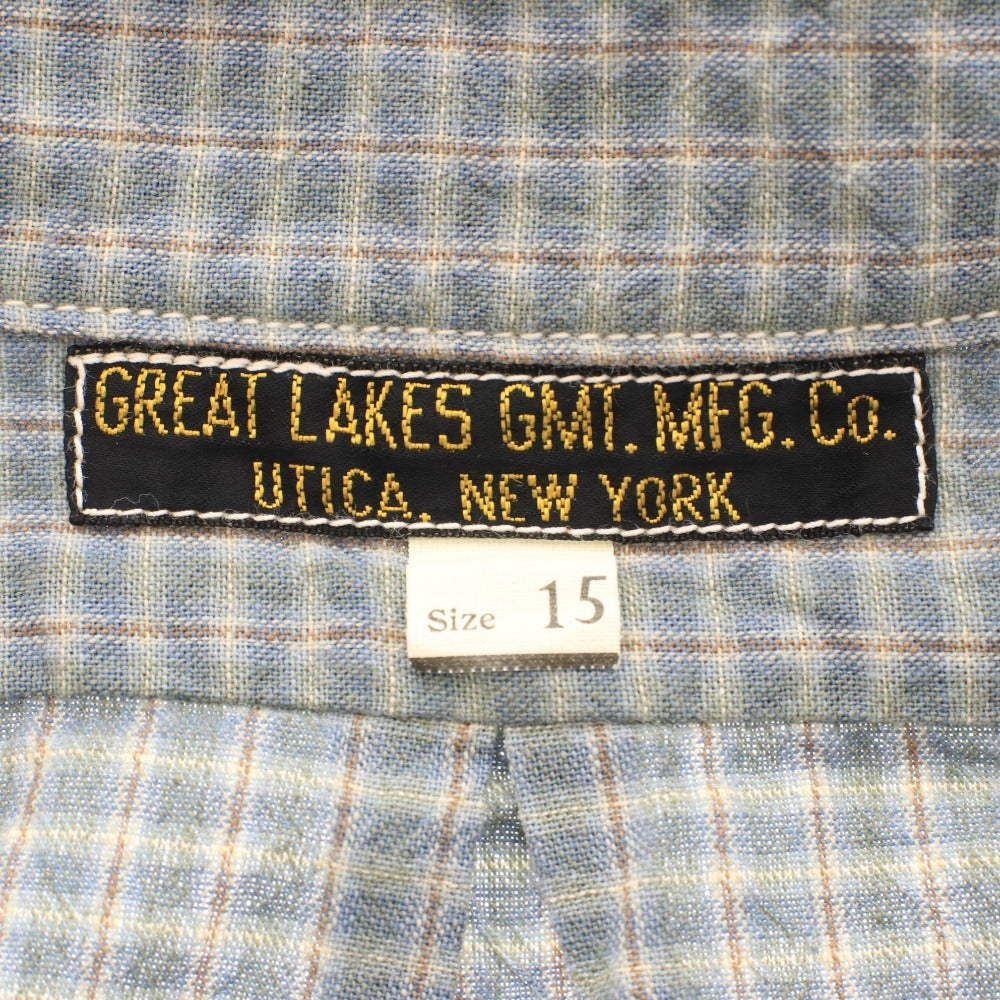 GREAT LAKES GMT. MFG. Co.
UTICA. NEW YORK
Size 15